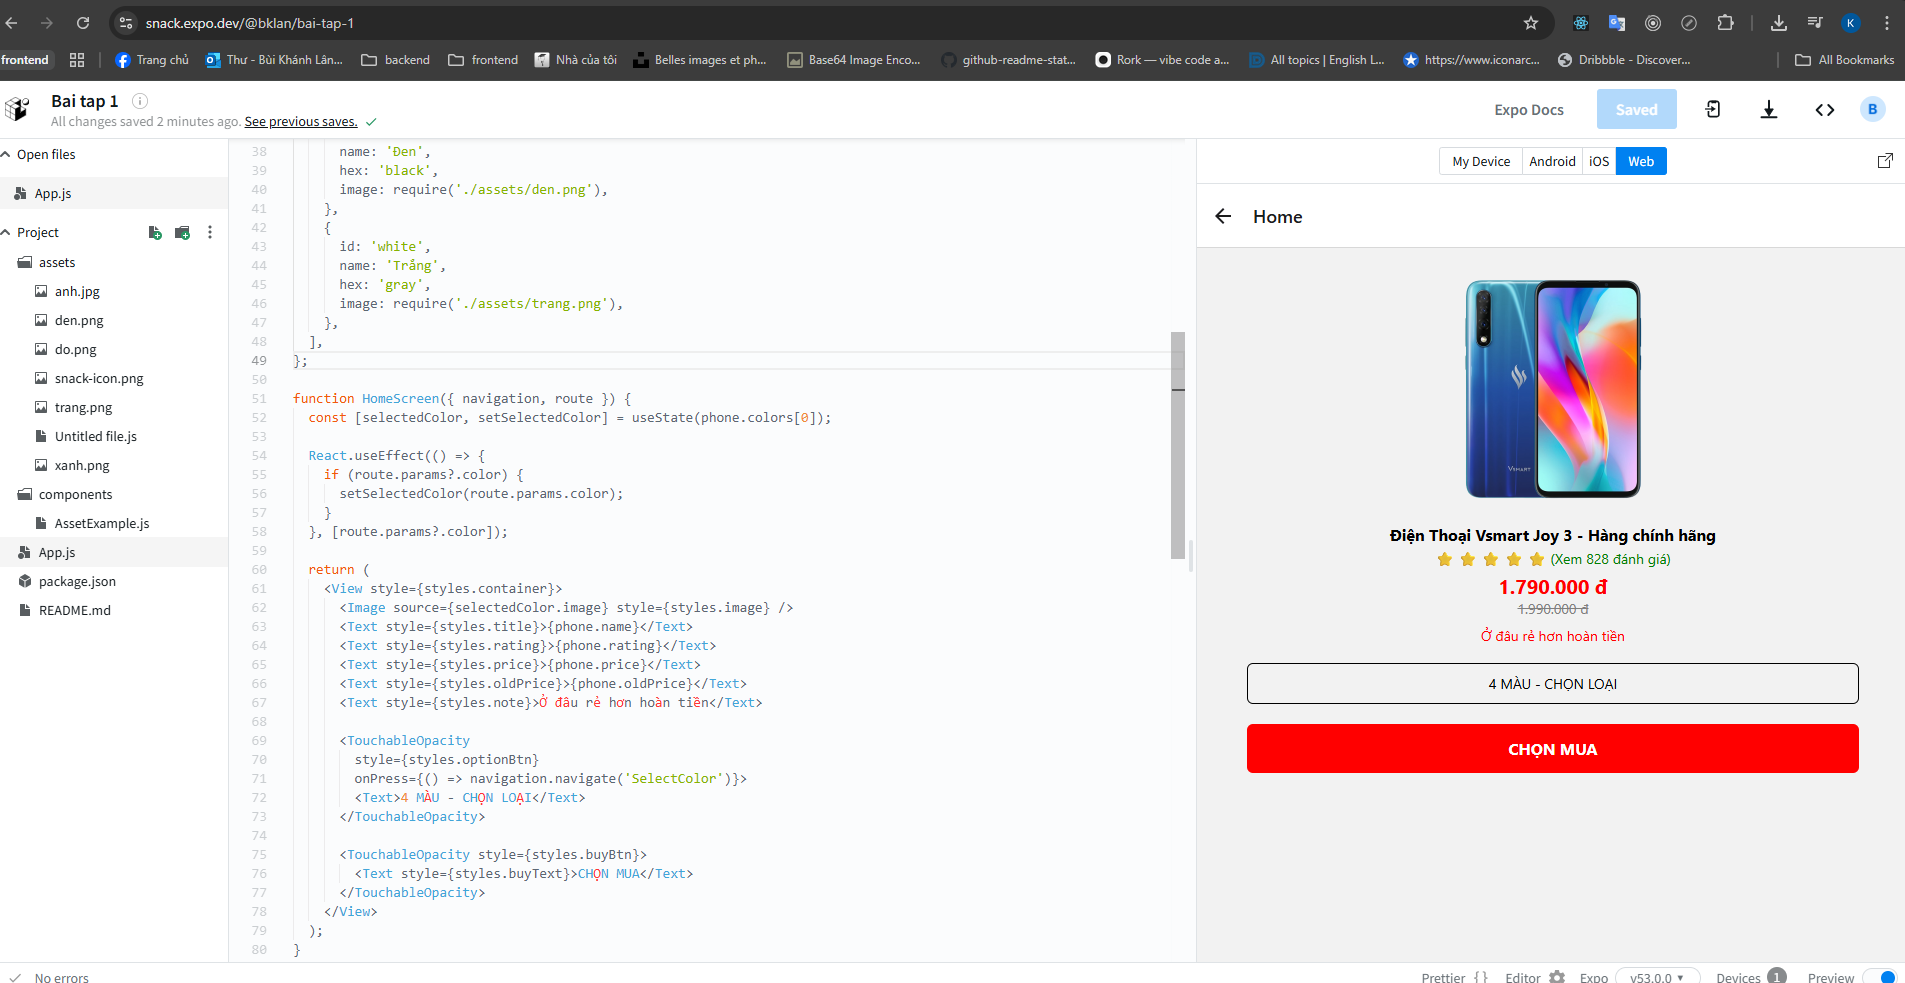 snack.expo.dev/@bklan/bai-tap-1
K
frontend
Trang chủ
Thư - Bùi Khánh Lân...
backend
frontend
Nhà của tôi
Belles images et ph...
Base64 Image Enco...
github-readme-stat...
Rork — vibe code a...
All topics | English L...
https://www.iconarc...
Dribbble - Discover...
All Bookmarks
Bai tap 1
All changes saved 2 minutes ago. See previous saves.
Expo Docs
Saved
B
Open files
App.js
Project
assets
anh.jpg
den.png
do.png
snack-icon.png
trang.png
Untitled file.js
xanh.png
components
AssetExample.js
App.js
package.json
README.md
38 name: 'Đen',
39 hex: 'black',
40 image: require('./assets/den.png'),
41 },
42 {
43 id: 'white',
44 name: 'Trắng',
45 hex: 'gray',
46 image: require('./assets/trang.png'),
47 },
48 ],
49 };
50
51 function HomeScreen({ navigation, route }) {
52 const [selectedColor, setSelectedColor] = useState(phone.colors[0]);
53
54 React.useEffect(() => {
55 if (route.params?.color) {
56 setSelectedColor(route.params.color);
57 }
58 }, [route.params?.color]);
59
60 return (
61 <View style={styles.container}>
62 <Image source={selectedColor.image} style={styles.image} />
63 <Text style={styles.title}>{phone.name}</Text>
64 <Text style={styles.rating}>{phone.rating}</Text>
65 <Text style={styles.price}>{phone.price}</Text>
66 <Text style={styles.oldPrice}>{phone.oldPrice}</Text>
67 <Text style={styles.note}>Ở đâu rẻ hơn hoàn tiền</Text>
68
69 <TouchableOpacity
70 style={styles.optionBtn}
71 onPress={() => navigation.navigate('SelectColor')}>
72 <Text>4 MÀU - CHỌN LOẠI</Text>
73 </TouchableOpacity>
74
75 <TouchableOpacity style={styles.buyBtn}>
76 <Text style={styles.buyText}>CHỌN MUA</Text>
77 </TouchableOpacity>
78 </View>
79 );
80 }
My Device
Android
iOS
Web
Home
VSMART
Điện Thoại Vsmart Joy 3 - Hàng chính hãng
(Xem 828 đánh giá)
1.790.000 đ
1.990.000 đ
Ở đâu rẻ hơn hoàn tiền
4 MÀU - CHỌN LOẠI
CHỌN MUA
No errors
Prettier { }
Editor
Expo
v53.0.0
Devices 1
Preview